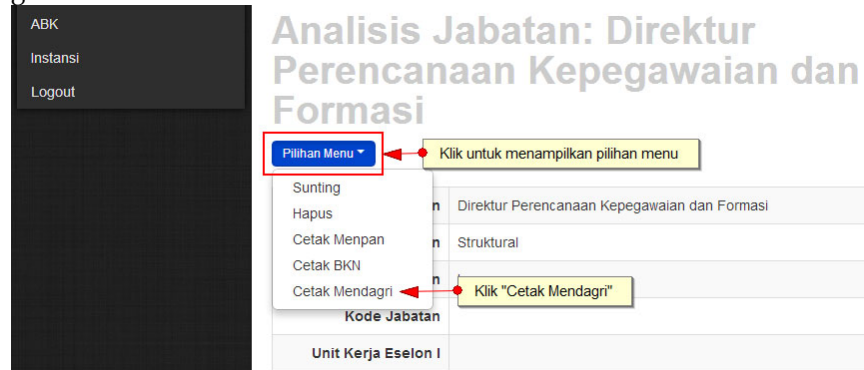 ABK
Instansi
Logout
Analisis Jabatan: Direktur
Perencanaan Kepegawaian dan
Formasi
Pilihan Menu
Klik untuk menampilkan pilihan menu
Sunting
Hapus
n Direktur Perencanaan Kepegawaian dan Formasi
Cetak Menpan
n Struktural
Cetak BKN
n
Cetak Mendagri
Klik "Cetak Mendagri"
Kode Jabatan
Unit Kerja Eselon I